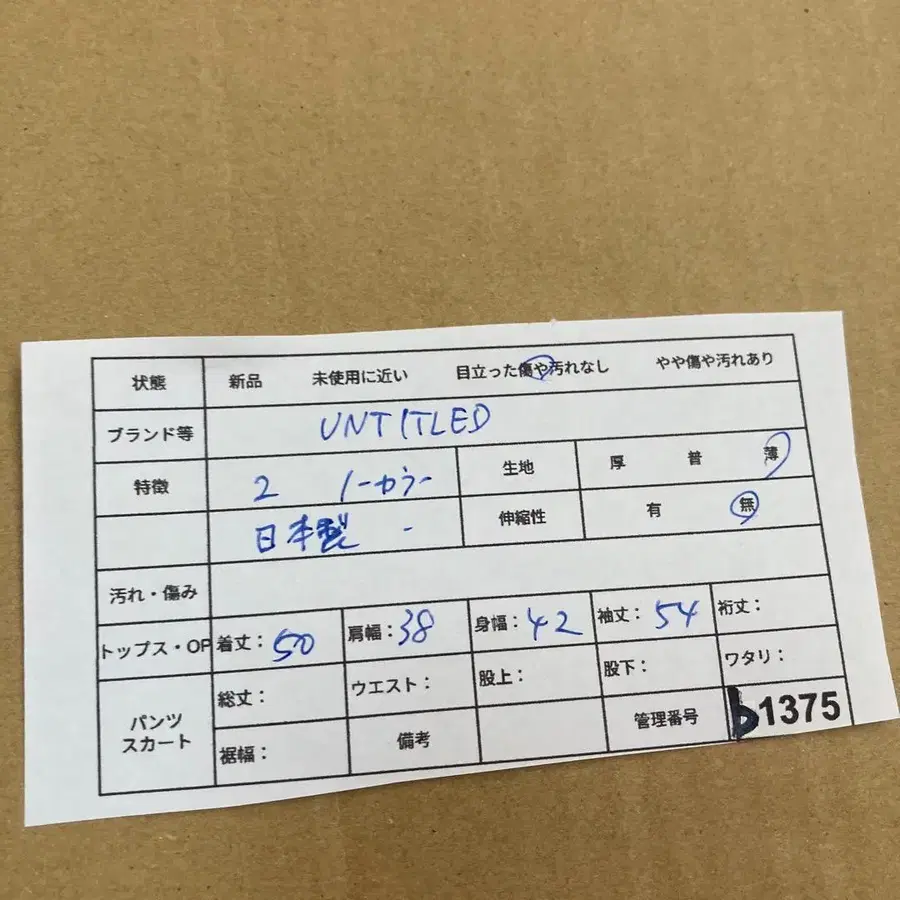 状態 新品 未使用に近い 目立った傷や汚れなし やや傷や汚れあり
ブランド等 UNTITLED
特徴 2 ノーカラー 生地 厚 普 薄
日本製 - 伸縮性 有 無
汚れ・傷み
トップス・OP 着丈: 50 肩幅: 38 身幅: 42 袖丈: 54 裄丈:
パンツ スカート 総丈: ウエスト: 股上: 股下: ワタリ:
裾幅: 備考 管理番号 b1375